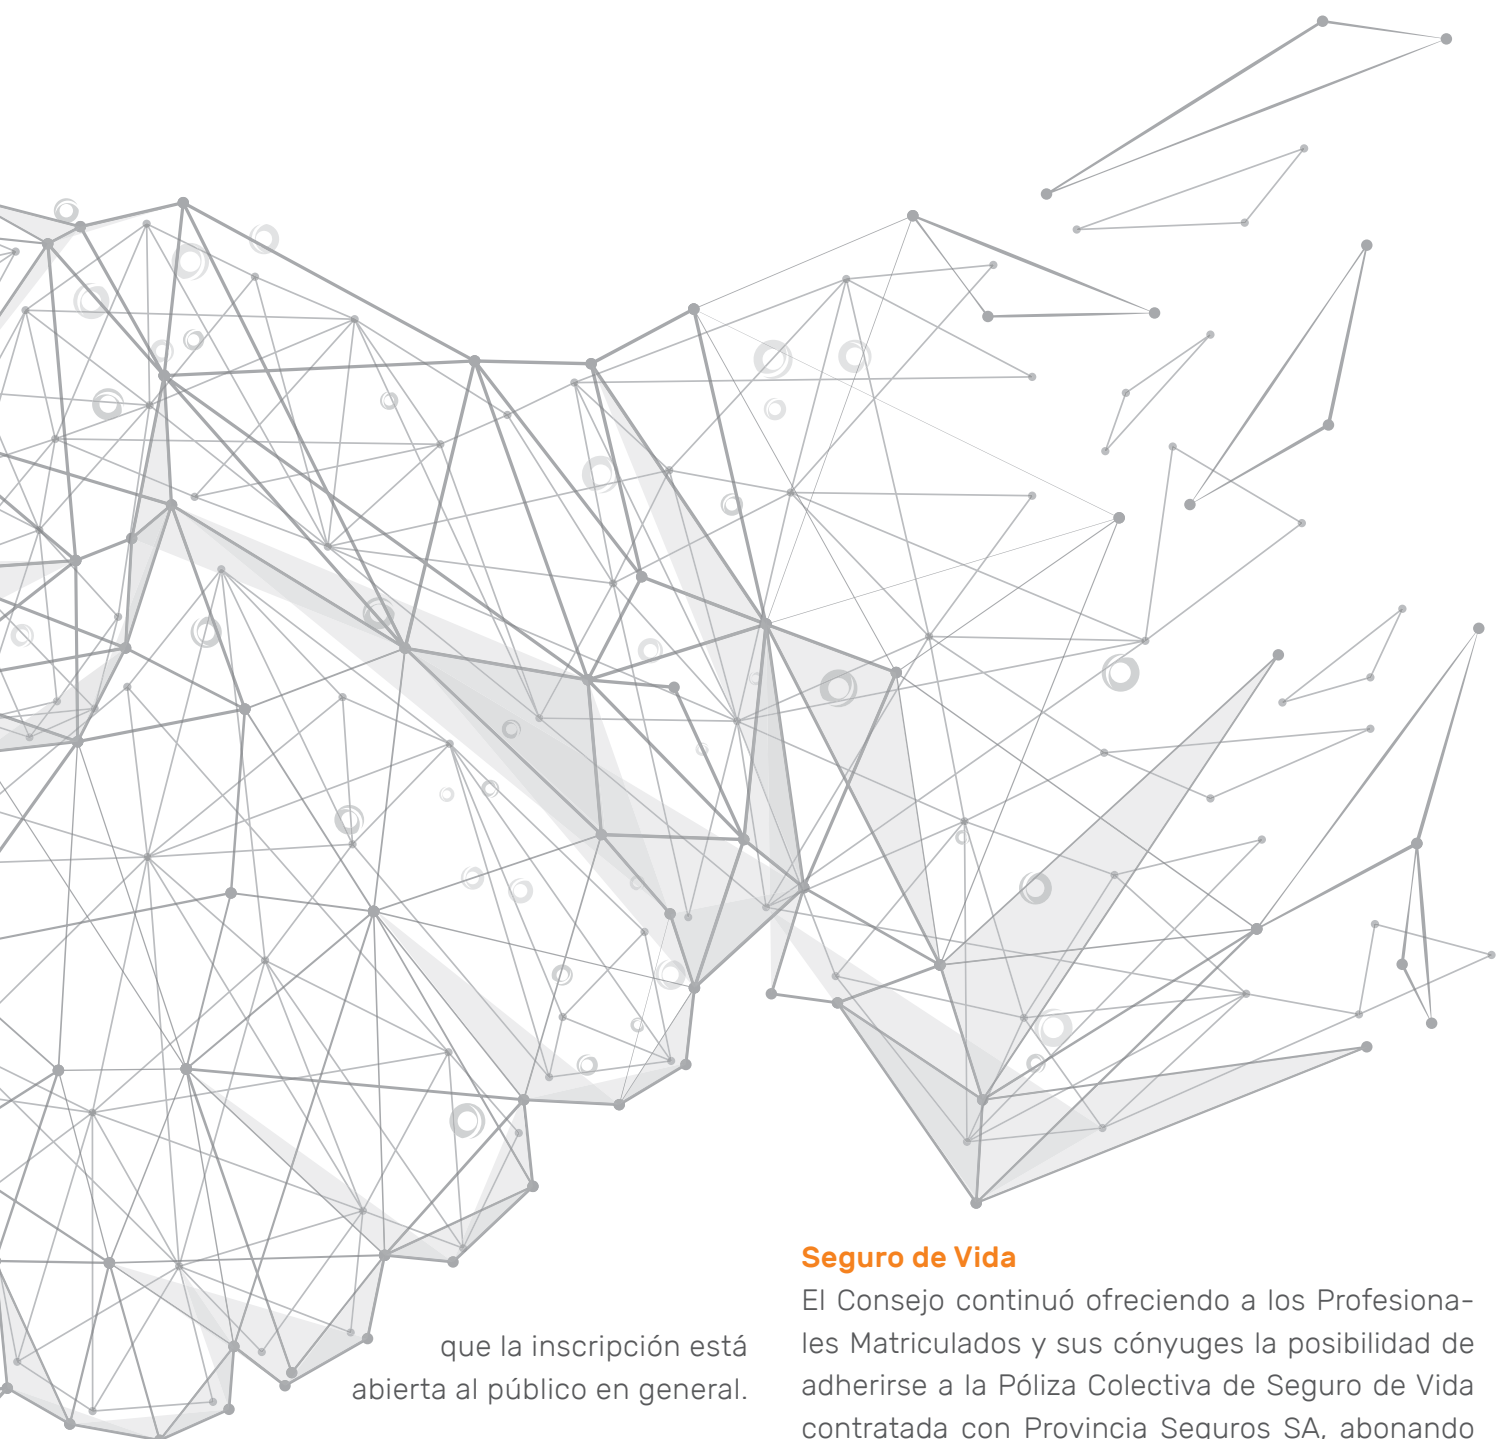 que la inscripción está
abierta al público en general.
Seguro de Vida
El Consejo continuó ofreciendo a los Profesiona-
les Matriculados y sus cónyuges la posibilidad de
adherirse a la Póliza Colectiva de Seguro de Vida
contratada con Provincia Seguros SA, abonando